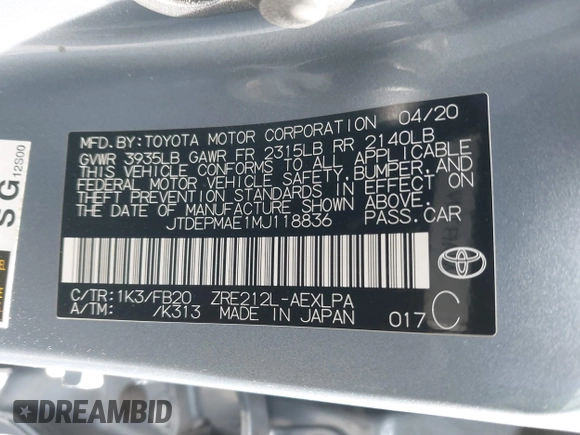 MFD. BY: TOYOTA MOTOR CORPORATION 04/20
GVWR 3935LB GAWR FR 2315LB RR 2140LB
THIS VEHICLE CONFORMS TO ALL APPLICABLE
FEDERAL MOTOR VEHICLE SAFETY, BUMPER, AND
THEFT PREVENTION STANDARDS IN EFFECT ON
THE DATE OF MANUFACTURE SHOWN ABOVE.
JTDEPMAE1MJ118836 PASS.CAR
C/TR: 1K3/FB20 ZRE212L-AEXLPA
A/TM: /K313 MADE IN JAPAN 017 C
TOYOTA
SG
12S00
DREAMBID